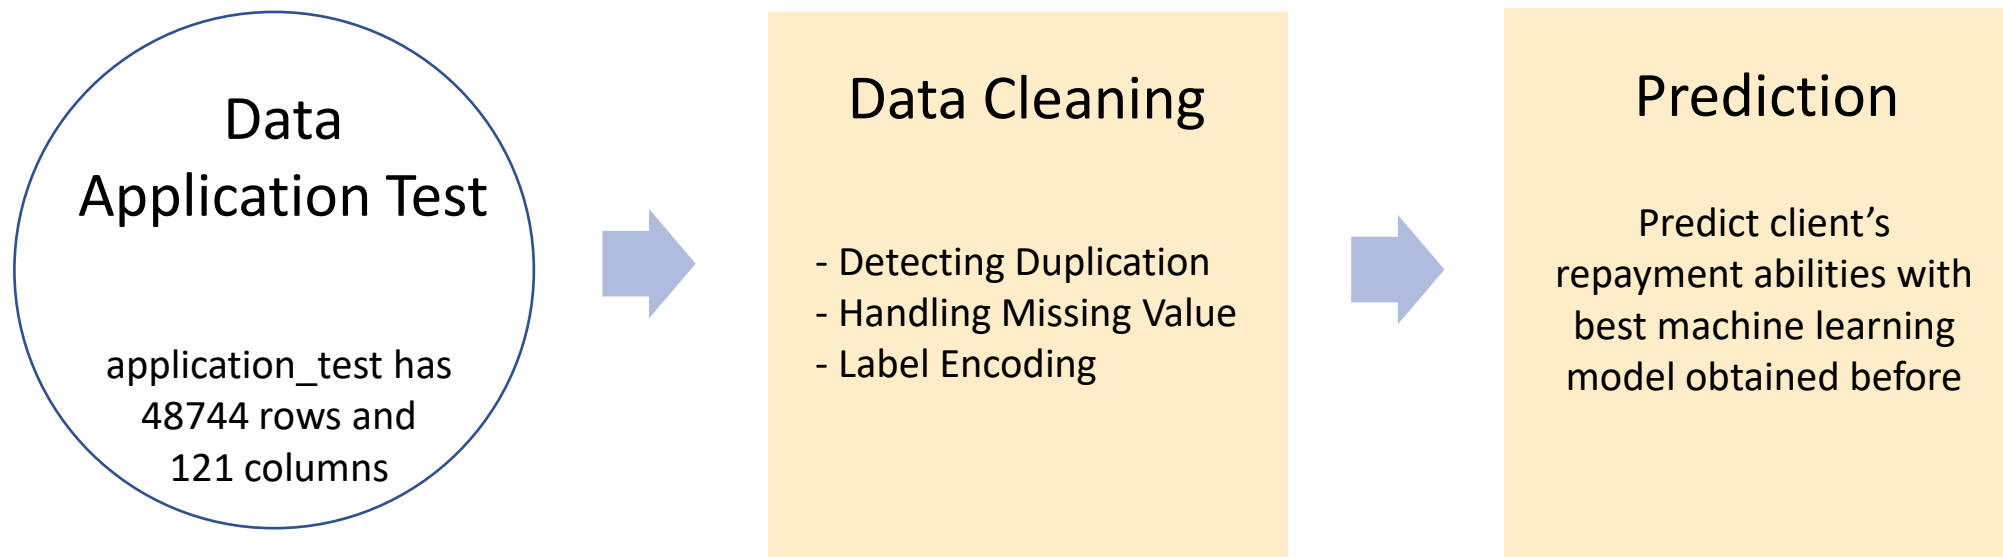 Data
Application Test
application_test has
48744 rows and
121 columns
Data Cleaning
- Detecting Duplication
- Handling Missing Value
- Label Encoding
Prediction
Predict client’s
repayment abilities with
best machine learning
model obtained before